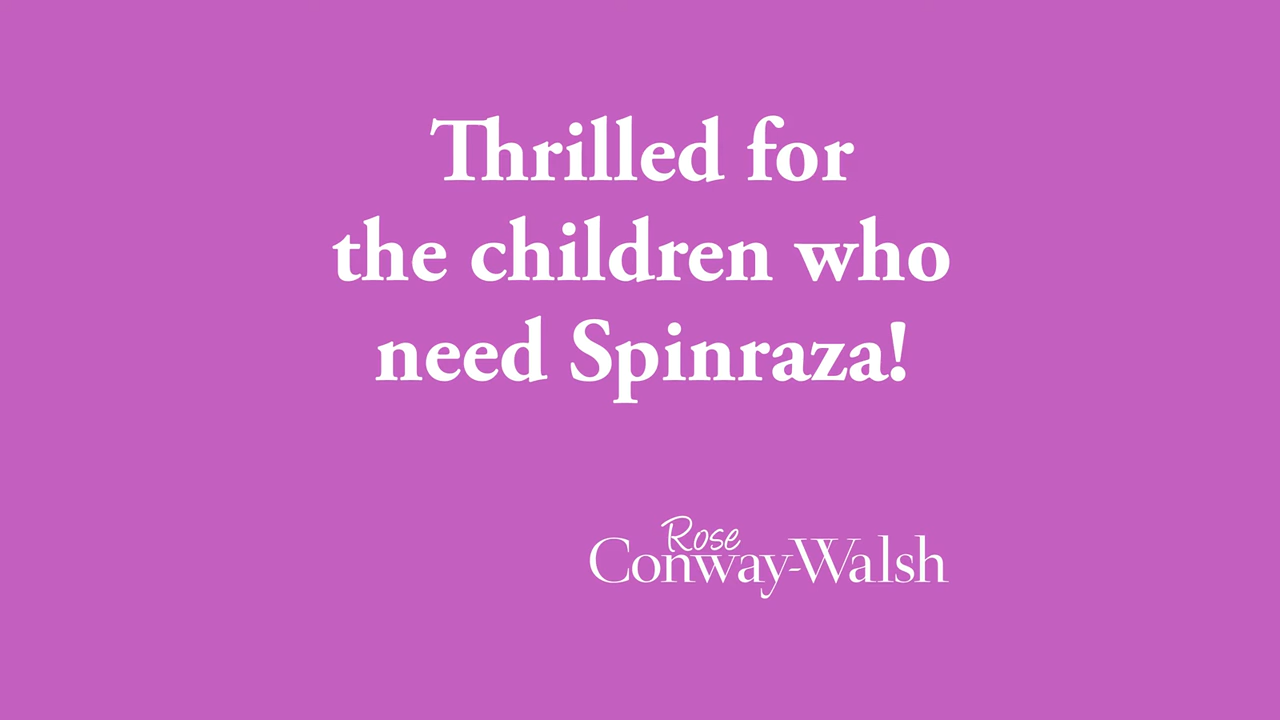 Thrilled for
the children who
need Spinraza!
Rose
Conway-Walsh